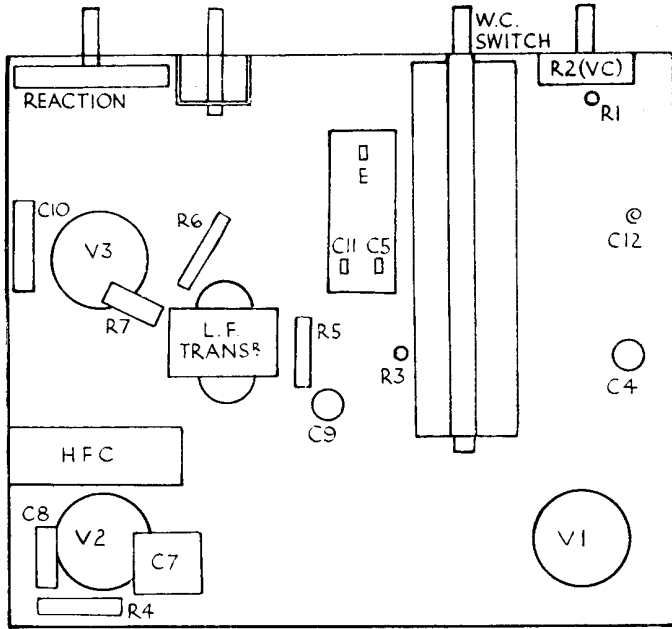 W.C.
SWITCH
R2(VC)
REACTION
R1
E
C10
R6
V3
C11 C5
C12
R7
L.F.
TRANSR.
R5
R3
C4
C9
HFC
C8
V2
C7
V1
R4